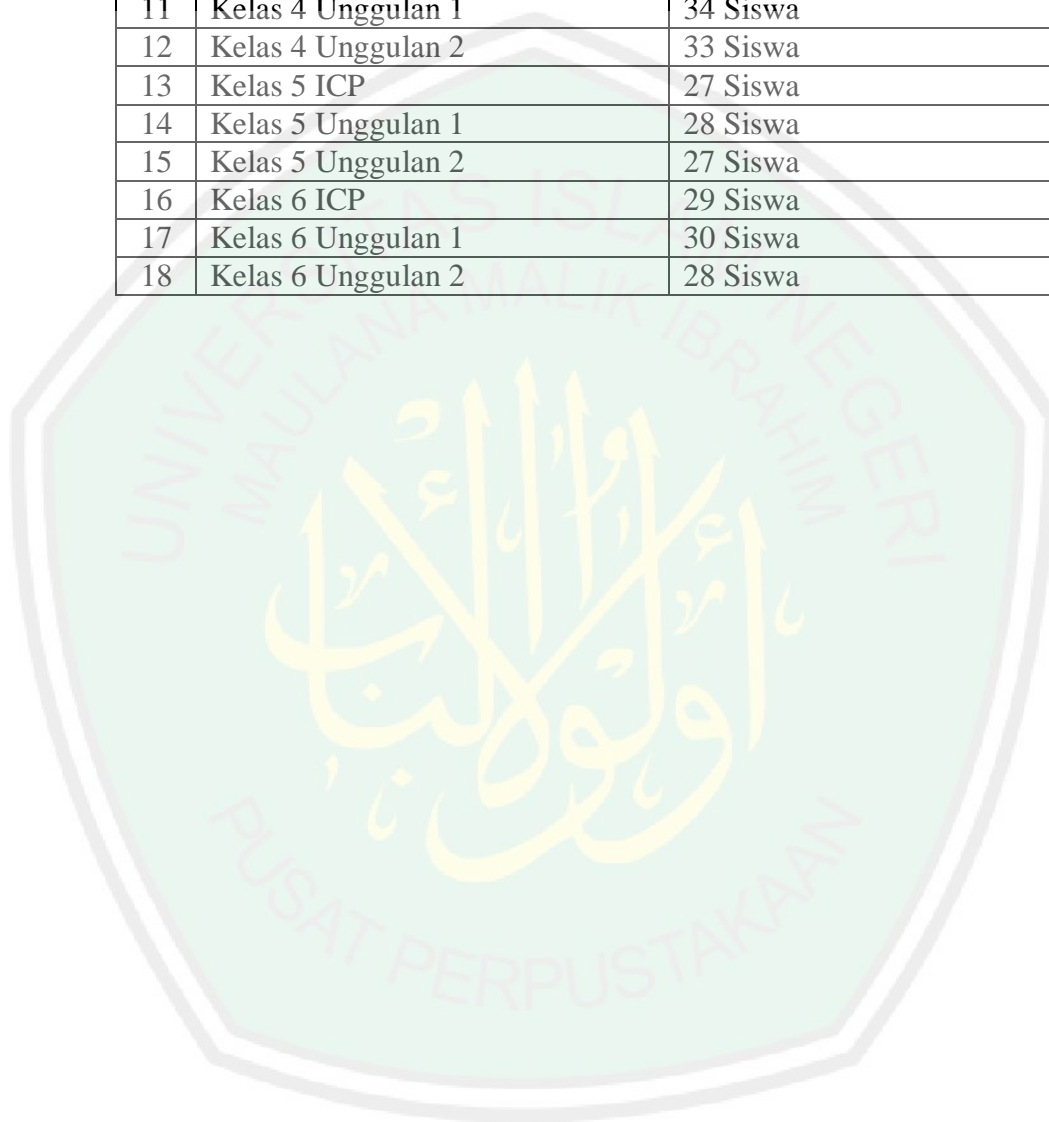 11 Kelas 4 Unggulan 1 34 Siswa
12 Kelas 4 Unggulan 2 33 Siswa
13 Kelas 5 ICP 27 Siswa
14 Kelas 5 Unggulan 1 28 Siswa
15 Kelas 5 Unggulan 2 27 Siswa
16 Kelas 6 ICP 29 Siswa
17 Kelas 6 Unggulan 1 30 Siswa
18 Kelas 6 Unggulan 2 28 Siswa
UNIVERSITAS ISLAM NEGERI
MAULANA MALIK IBRAHIM
أولوا الألباب
PUSAT PERPUSTAKAAN